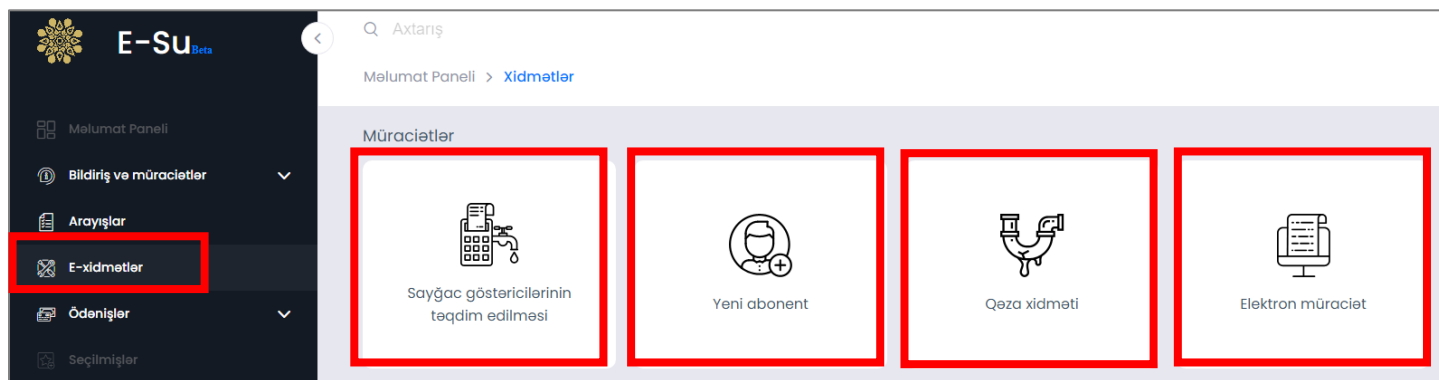 E-Su Beta
Məlumat Paneli
Bildiriş və müraciətlər
Arayışlar
E-xidmətlər
Ödənişlər
Seçilmişlər
Axtarış
Məlumat Paneli > Xidmətlər
Müraciətlər
Sayğac göstəricilərinin
təqdim edilməsi
Yeni abonent
Qəza xidməti
Elektron müraciət